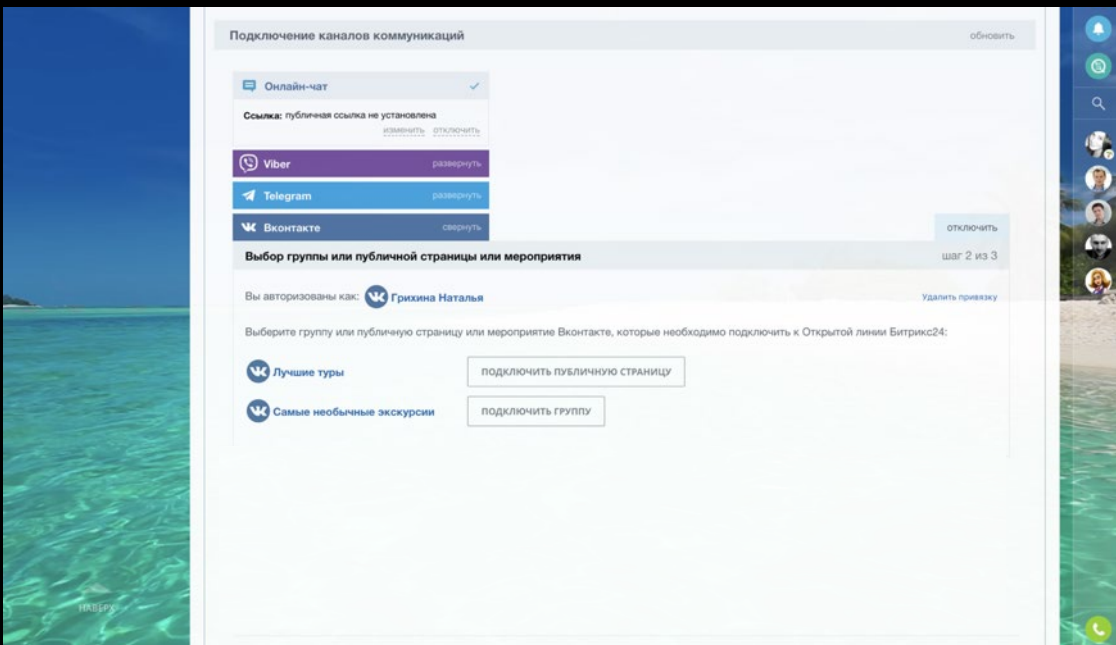 Подключение каналов коммуникаций обновить
Онлайн-чат
Ссылка: публичная ссылка не установлена
изменить отключить
Viber развернуть
Telegram развернуть
Вконтакте свернуть
отключить
Выбор группы или публичной страницы или мероприятия шаг 2 из 3
Вы авторизованы как: Грихина Наталья Удалить привязку
Выберите группу или публичную страницу или мероприятие Вконтакте, которые необходимо подключить к Открытой линии Битрикс24:
Лучшие туры ПОДКЛЮЧИТЬ ПУБЛИЧНУЮ СТРАНИЦУ
Самые необычные экскурсии ПОДКЛЮЧИТЬ ГРУППУ
НАВЕРХ